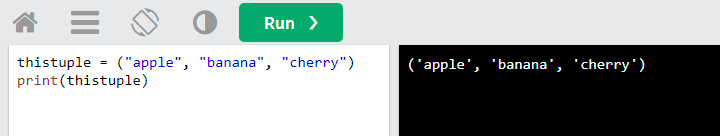 Run ❯
thistuple = ("apple", "banana", "cherry")
print(thistuple)
('apple', 'banana', 'cherry')